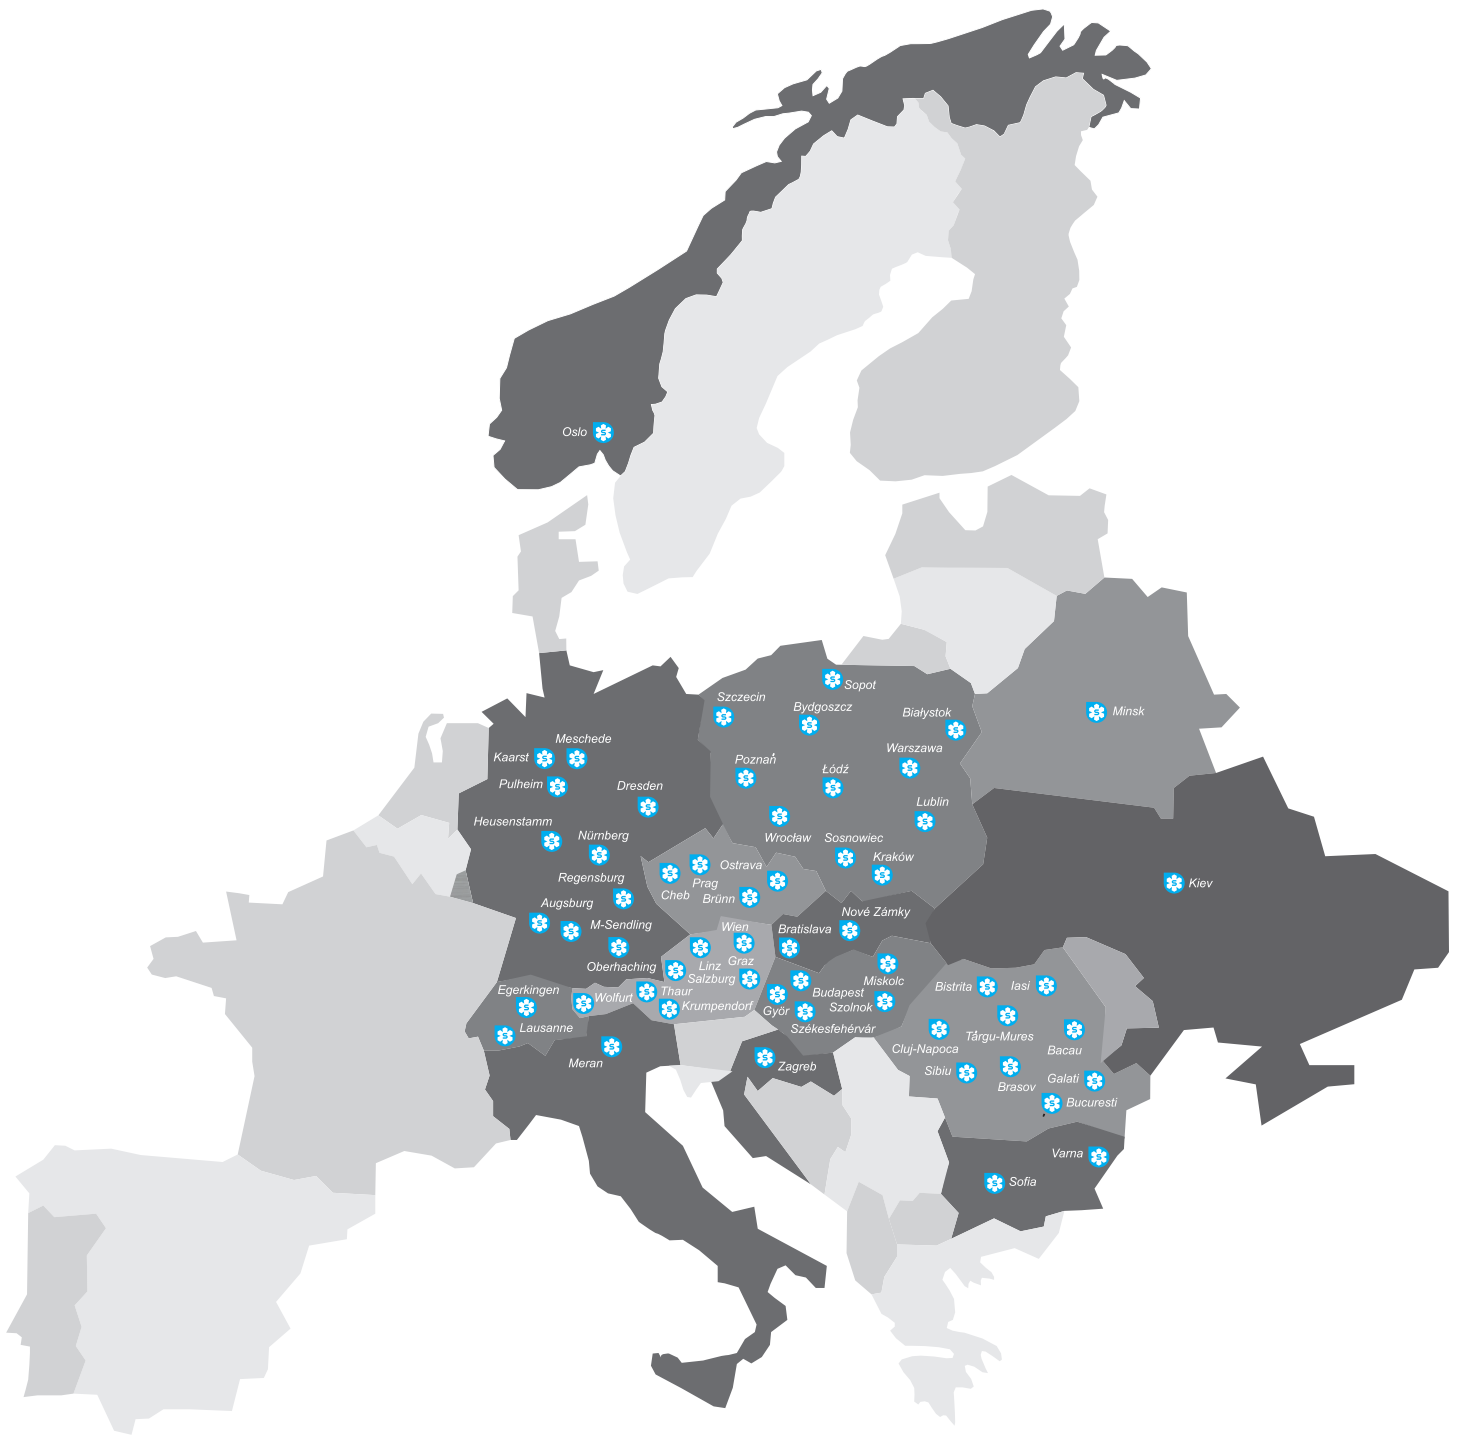 Oslo
Sopot
Szczecin
Bydgoszcz
Białystok
Minsk
Meschede
Kaarst
Warszawa
Poznań
Łódź
Pulheim
Dresden
Lublin
Heusenstamm
Nürnberg
Wrocław
Sosnowiec
Kraków
Ostrava
Prag
Cheb
Brünn
Kiev
Regensburg
Augsburg
M-Sendling
Nové Zámky
Wien
Bratislava
Oberhaching
Linz
Graz
Salzburg
Miskolc
Egerkingen
Wolfurt
Thaur
Krumpendorf
Budapest
Györ
Szolnok
Székesfehérvár
Bistrita
Iasi
Lausanne
Târgu-Mures
Cluj-Napoca
Bacau
Meran
Zagreb
Sibiu
Brasov
Galati
Bucuresti
Varna
Sofia